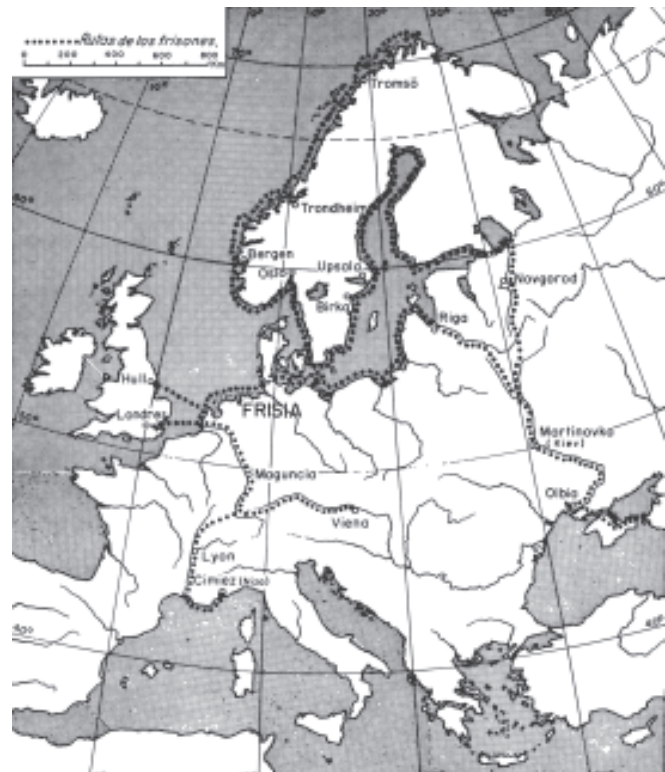 Rutas de los frisones,
0 200 400 600 800
Tromsö
Trondheim
Bergen
Oslo
Upsala
Birka
Novgorod
Riga
Hull
Londres
FRISIA
Martinovka
(Kiev)
Maguncia
Olbia
Viena
Lyon
Cimiez (Niza)